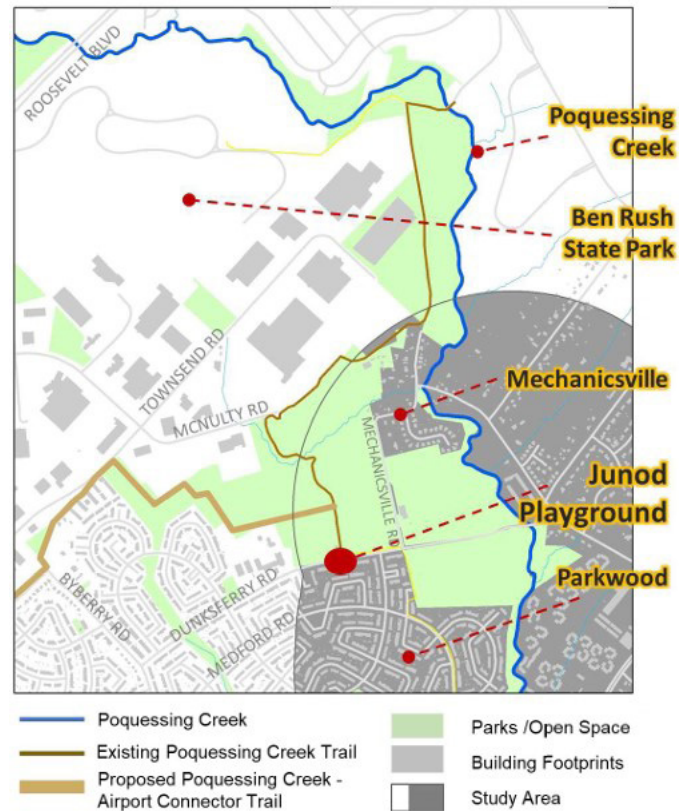 ROOSEVELT BLVD
Poquessing
Creek
Ben Rush
State Park
TOWNSEND RD
Mechanicsville
MCNULTY RD
MECHANICSVILLE RD
Junod
Playground
Parkwood
BYBERRY RD
DUNKSFERRY RD
MEDFORD RD
Poquessing Creek
Existing Poquessing Creek Trail
Proposed Poquessing Creek -
Airport Connector Trail
Parks /Open Space
Building Footprints
Study Area